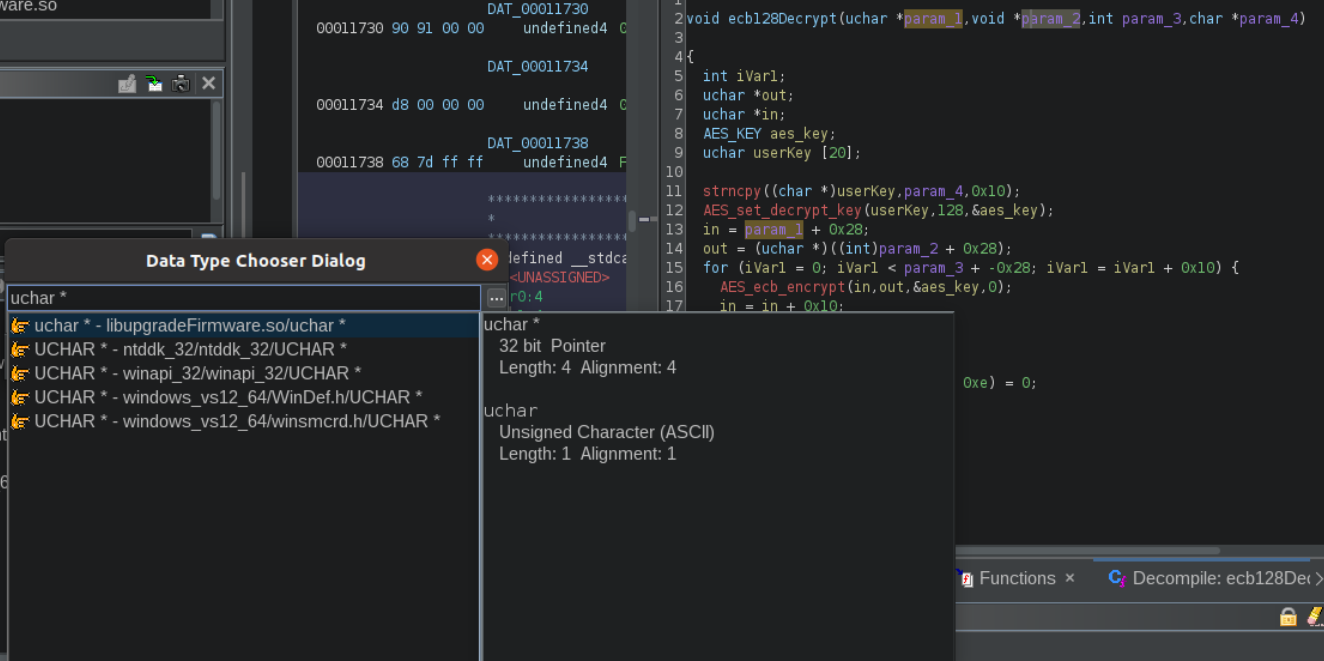 ware.so
DAT_00011730
00011730 90 91 00 00 undefined4 0
DAT_00011734
00011734 d8 00 00 00 undefined4 0
DAT_00011738
00011738 68 7d ff ff undefined4 F
******************
*
******************
defined __stdca
<UNASSIGNED>
r0:4
1
2 void ecb128Decrypt(uchar *param_1,void *param_2,int param_3,char *param_4)
3
4 {
5 int iVar1;
6 uchar *out;
7 uchar *in;
8 AES_KEY aes_key;
9 uchar userKey [20];
10
11 strncpy((char *)userKey,param_4,0x10);
12 AES_set_decrypt_key(userKey,128,&aes_key);
13 in = param_1 + 0x28;
14 out = (uchar *)((int)param_2 + 0x28);
15 for (iVar1 = 0; iVar1 < param_3 + -0x28; iVar1 = iVar1 + 0x10) {
16 AES_ecb_encrypt(in,out,&aes_key,0);
17 in = in + 0x10;
0xe) = 0;
Data Type Chooser Dialog
uchar *
...
uchar * - libupgradeFirmware.so/uchar *
UCHAR * - ntddk_32/ntddk_32/UCHAR *
UCHAR * - winapi_32/winapi_32/UCHAR *
UCHAR * - windows_vs12_64/WinDef.h/UCHAR *
UCHAR * - windows_vs12_64/winsmcrd.h/UCHAR *
uchar *
32 bit Pointer
Length: 4 Alignment: 4
uchar
Unsigned Character (ASCII)
Length: 1 Alignment: 1
Functions ×
Decompile: ecb128Dec